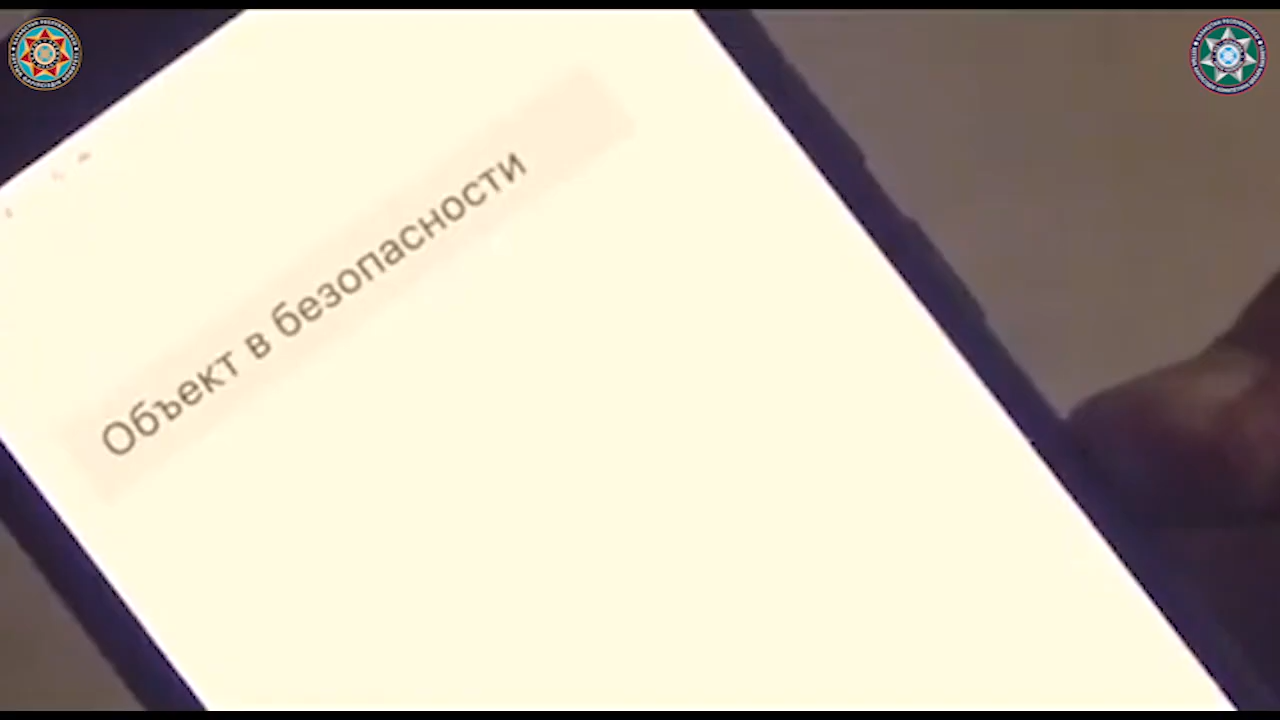 Объект в безопасности